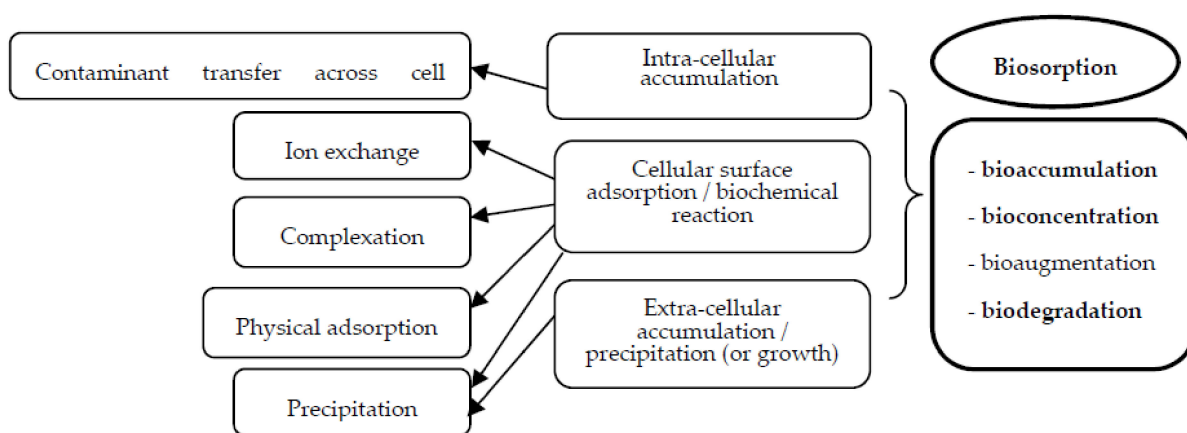 Contaminant transfer across cell
Ion exchange
Complexation
Physical adsorption
Precipitation
Intra-cellular
accumulation
Cellular surface
adsorption / biochemical
reaction
Extra-cellular
accumulation /
precipitation (or growth)
Biosorption
- bioaccumulation
- bioconcentration
- bioaugmentation
- biodegradation